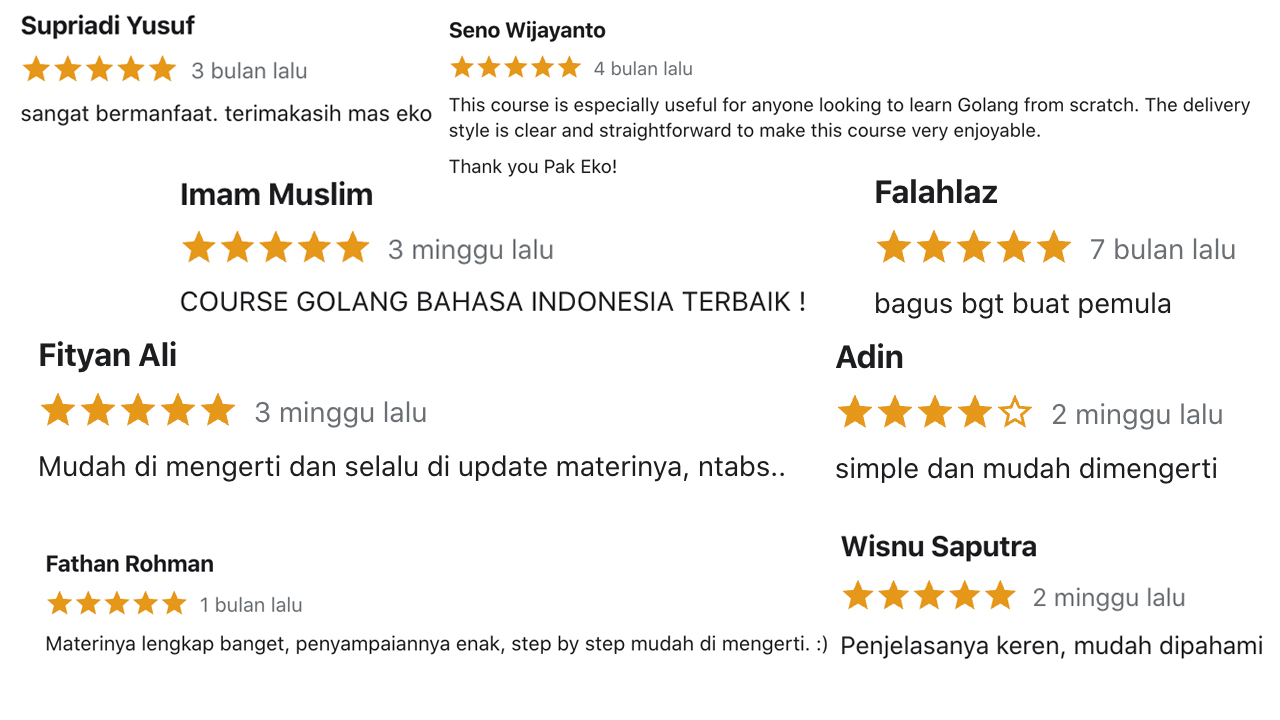 Supriadi Yusuf
3 bulan lalu
sangat bermanfaat. terimakasih mas eko
Seno Wijayanto
4 bulan lalu
This course is especially useful for anyone looking to learn Golang from scratch. The delivery
style is clear and straightforward to make this course very enjoyable.
Thank you Pak Eko!
Imam Muslim
3 minggu lalu
COURSE GOLANG BAHASA INDONESIA TERBAIK !
Falahlaz
7 bulan lalu
bagus bgt buat pemula
Fityan Ali
3 minggu lalu
Mudah di mengerti dan selalu di update materinya, ntabs..
Adin
2 minggu lalu
simple dan mudah dimengerti
Fathan Rohman
1 bulan lalu
Materinya lengkap banget, penyampaiannya enak, step by step mudah di mengerti. :)
Wisnu Saputra
2 minggu lalu
Penjelasanya keren, mudah dipahami